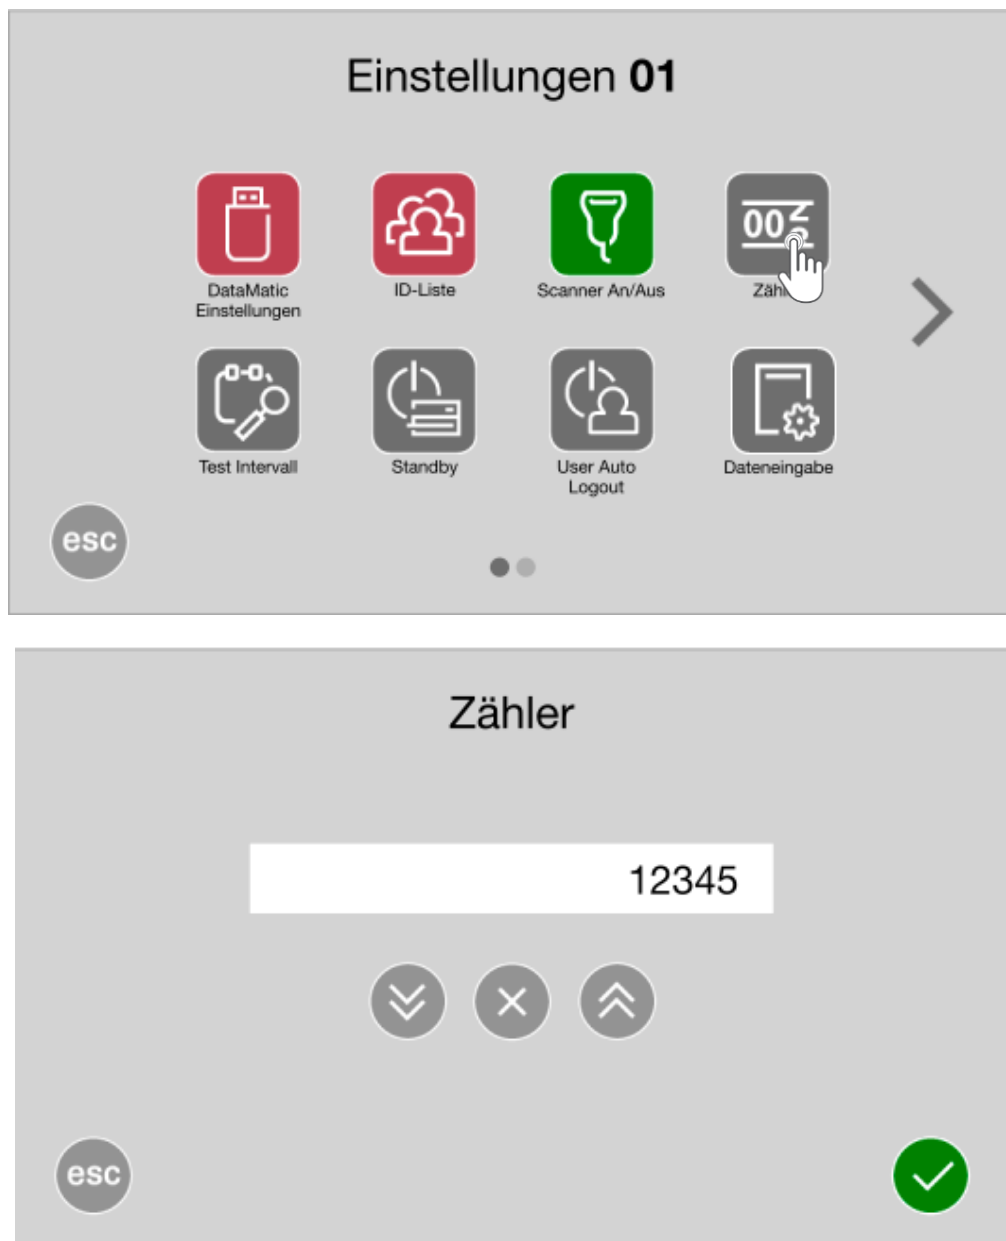 Einstellungen 01
DataMatic
Einstellungen
ID-Liste
Scanner An/Aus
Zähl
Test Intervall
Standby
User Auto
Logout
Dateneingabe
esc
Zähler
12345
esc